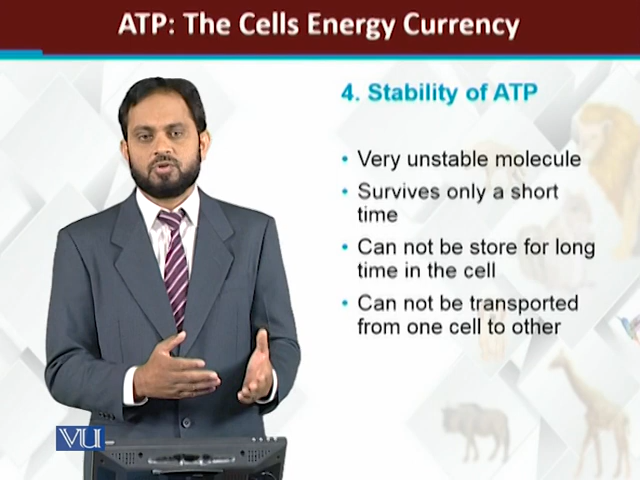 ATP: The Cells Energy Currency
4. Stability of ATP
• Very unstable molecule
• Survives only a short
time
• Can not be store for long
time in the cell
• Can not be transported
from one cell to other
VU